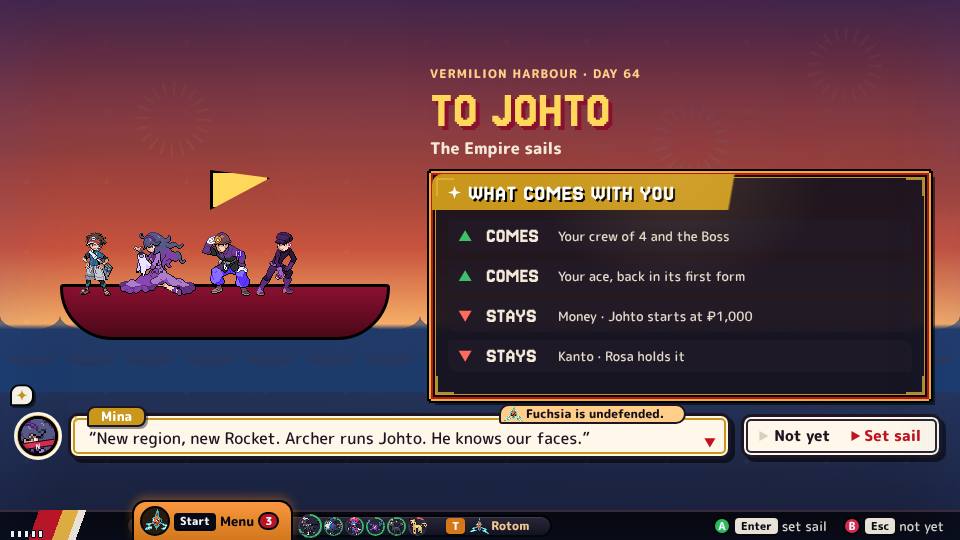 VERMILION HARBOUR · DAY 64
TO JOHTO
The Empire sails
WHAT COMES WITH YOU
COMES Your crew of 4 and the Boss
COMES Your ace, back in its first form
STAYS Money · Johto starts at ₽1,000
STAYS Kanto · Rosa holds it
Mina
Fuchsia is undefended.
“New region, new Rocket. Archer runs Johto. He knows our faces.”
Not yet Set sail
Start Menu 3
T Rotom
A Enter set sail B Esc not yet